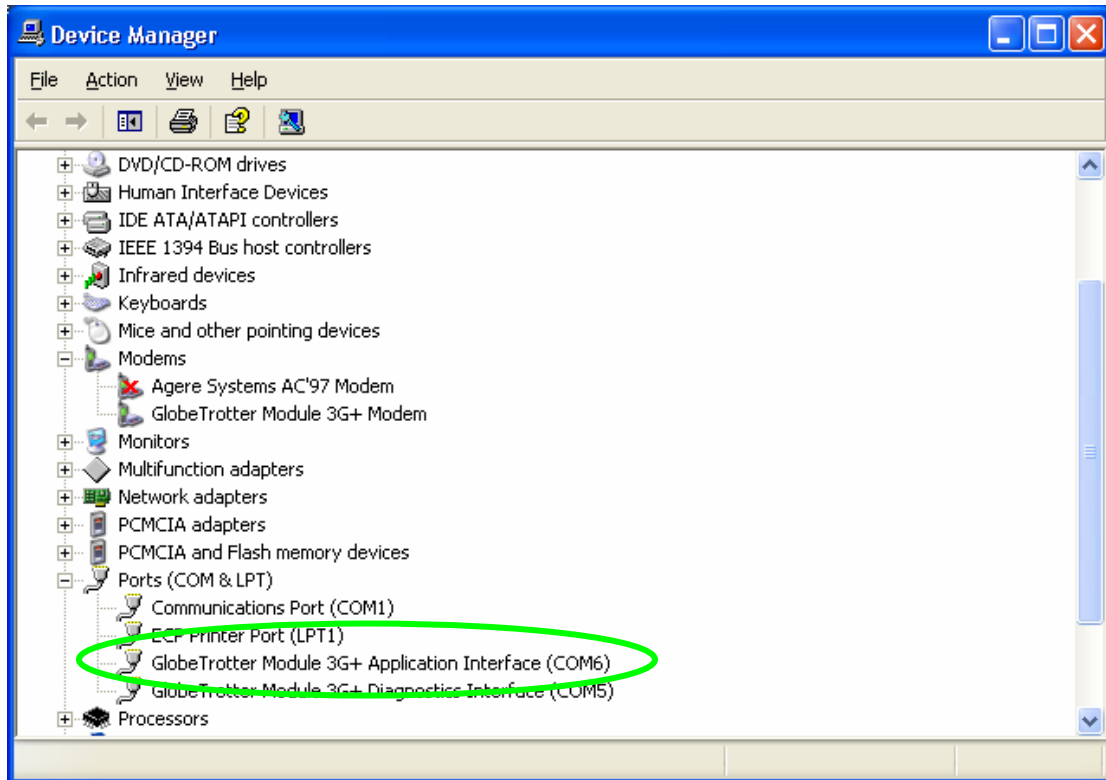 Device Manager
File Action View Help
DVD/CD-ROM drives
Human Interface Devices
IDE ATA/ATAPI controllers
IEEE 1394 Bus host controllers
Infrared devices
Keyboards
Mice and other pointing devices
Modems
Agere Systems AC'97 Modem
GlobeTrotter Module 3G+ Modem
Monitors
Multifunction adapters
Network adapters
PCMCIA adapters
PCMCIA and Flash memory devices
Ports (COM & LPT)
Communications Port (COM1)
ECP Printer Port (LPT1)
GlobeTrotter Module 3G+ Application Interface (COM6)
GlobeTrotter Module 3G+ Diagnostics Interface (COM5)
Processors